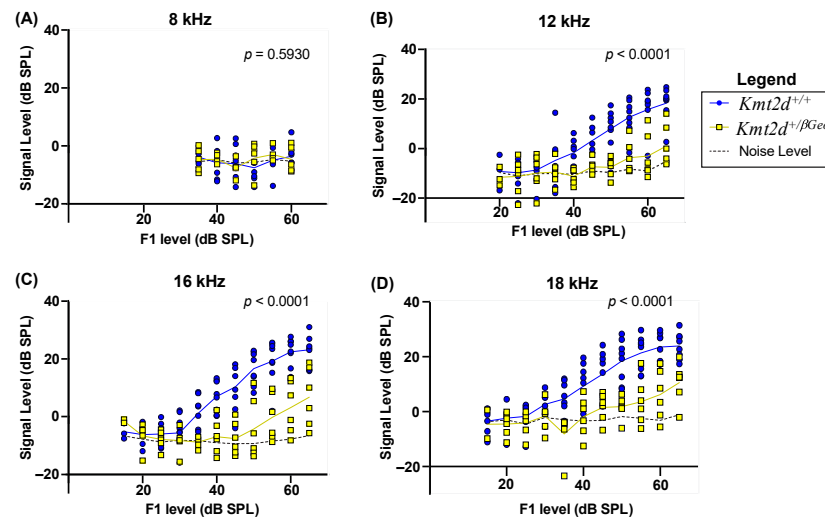 (A)
8 kHz
p = 0.5930
Signal Level (dB SPL)
40
20
0
–20
20
40
60
F1 level (dB SPL)
(B)
12 kHz
p < 0.0001
Signal Level (dB SPL)
40
20
0
–20
20
40
60
F1 level (dB SPL)
Legend
Kmt2d+/+
Kmt2d+/βGeo
Noise Level
(C)
16 kHz
p < 0.0001
Signal Level (dB SPL)
40
20
0
–20
20
40
60
F1 level (dB SPL)
(D)
18 kHz
p < 0.0001
Signal Level (dB SPL)
40
20
0
–20
20
40
60
F1 level (dB SPL)